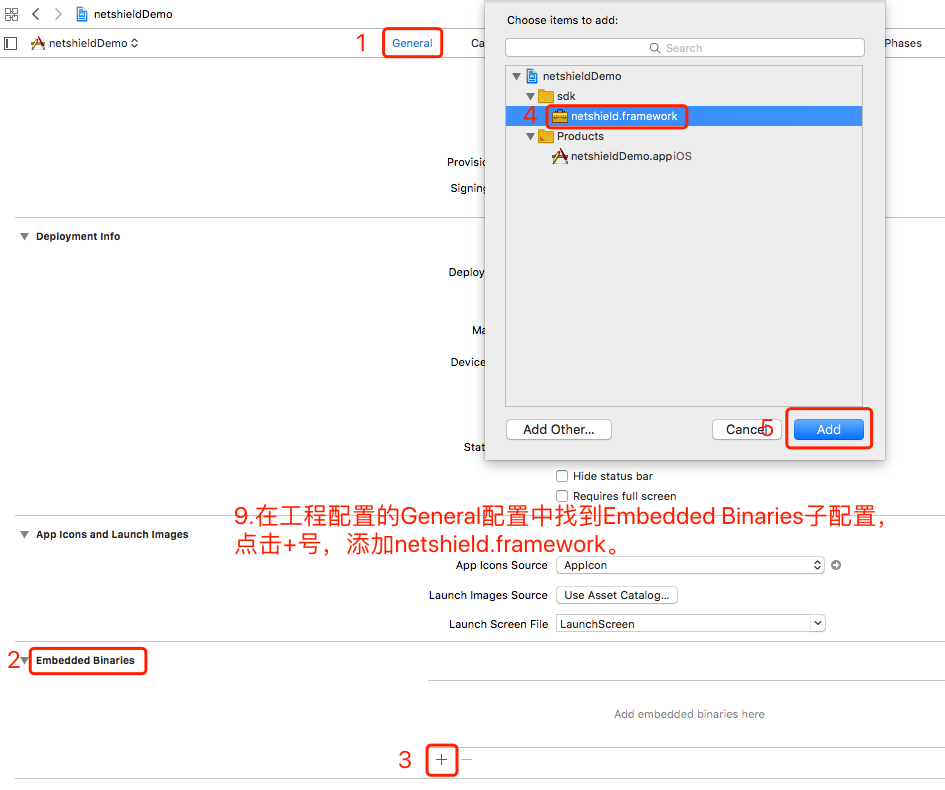 netshieldDemo
Choose items to add:
netshieldDemo
1
General
Ca
Phases
Search
netshieldDemo
sdk
4
netshield.framework
Products
netshieldDemo.app iOS
Provisio
Signing
Deployment Info
Deploy
Ma
Device
Add Other...
Cancel
5
Add
Stat
Hide status bar
Requires full screen
9.在工程配置的General配置中找到Embedded Binaries子配置，
点击+号，添加netshield.framework。
App Icons and Launch Images
App Icons Source
AppIcon
Launch Images Source
Use Asset Catalog...
Launch Screen File
LaunchScreen
2
Embedded Binaries
Add embedded binaries here
3
+